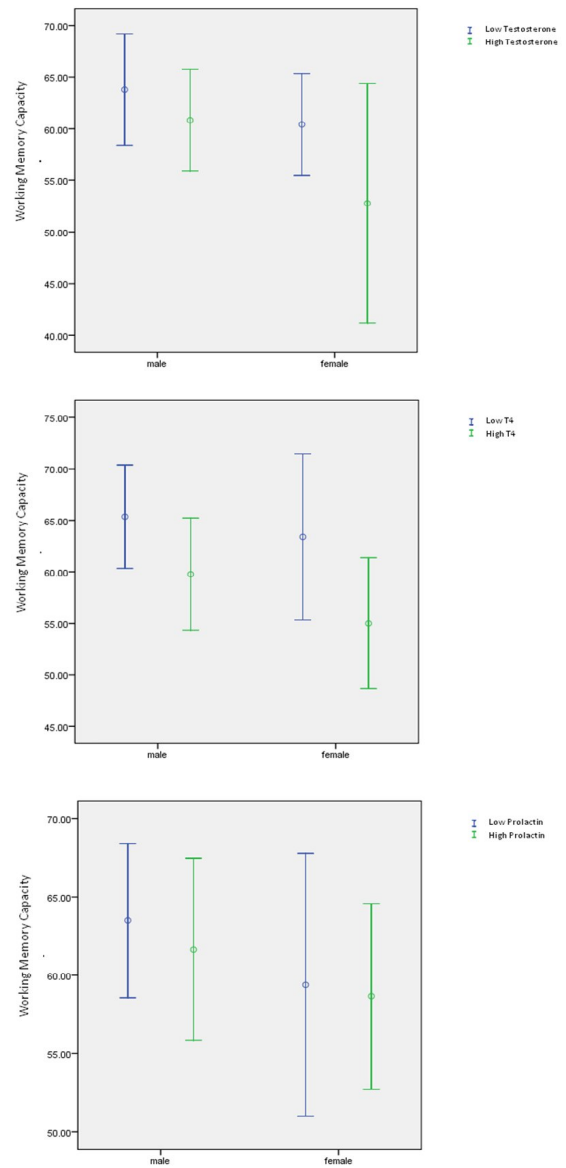 70.00
65.00
60.00
55.00
50.00
45.00
40.00
Working Memory Capacity
male
female
Low Testosterone
High Testosterone
75.00
70.00
65.00
60.00
55.00
50.00
45.00
Working Memory Capacity
male
female
Low T4
High T4
70.00
65.00
60.00
55.00
50.00
Working Memory Capacity
male
female
Low Prolactin
High Prolactin